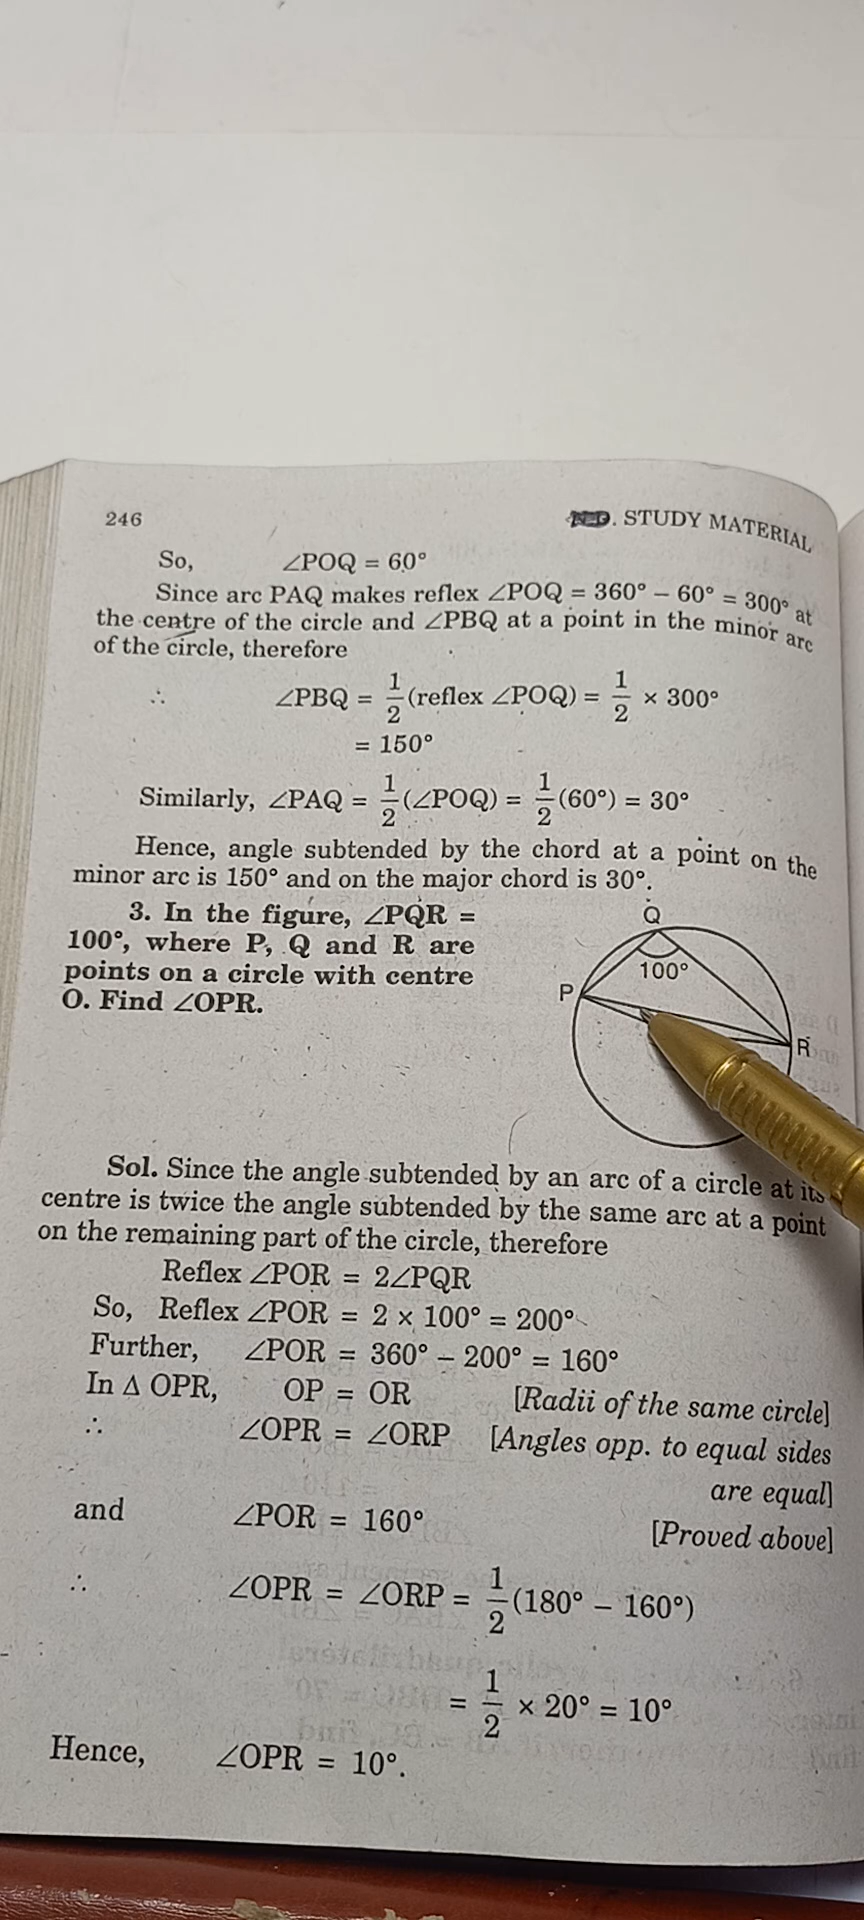 246
. STUDY MATERIAL
So, ∠POQ = 60°
Since arc PAQ makes reflex ∠POQ = 360° – 60° = 300° at
the centre of the circle and ∠PBQ at a point in the minor arc
of the circle, therefore
∴ ∠PBQ = 1/2 (reflex ∠POQ) = 1/2 × 300°
= 150°
Similarly, ∠PAQ = 1/2 (∠POQ) = 1/2 (60°) = 30°
Hence, angle subtended by the chord at a point on the
minor arc is 150° and on the major chord is 30°.
3. In the figure, ∠PQR =
100°, where P, Q and R are
points on a circle with centre
O. Find ∠OPR.
Q
100°
P
R
Sol. Since the angle subtended by an arc of a circle at its
centre is twice the angle subtended by the same arc at a point
on the remaining part of the circle, therefore
Reflex ∠POR = 2∠PQR
So, Reflex ∠POR = 2 × 100° = 200°
Further, ∠POR = 360° – 200° = 160°
In Δ OPR, OP = OR [Radii of the same circle]
∴ ∠OPR = ∠ORP [Angles opp. to equal sides
are equal]
and ∠POR = 160° [Proved above]
∴ ∠OPR = ∠ORP = 1/2 (180° – 160°)
= 1/2 × 20° = 10°
Hence, ∠OPR = 10°.